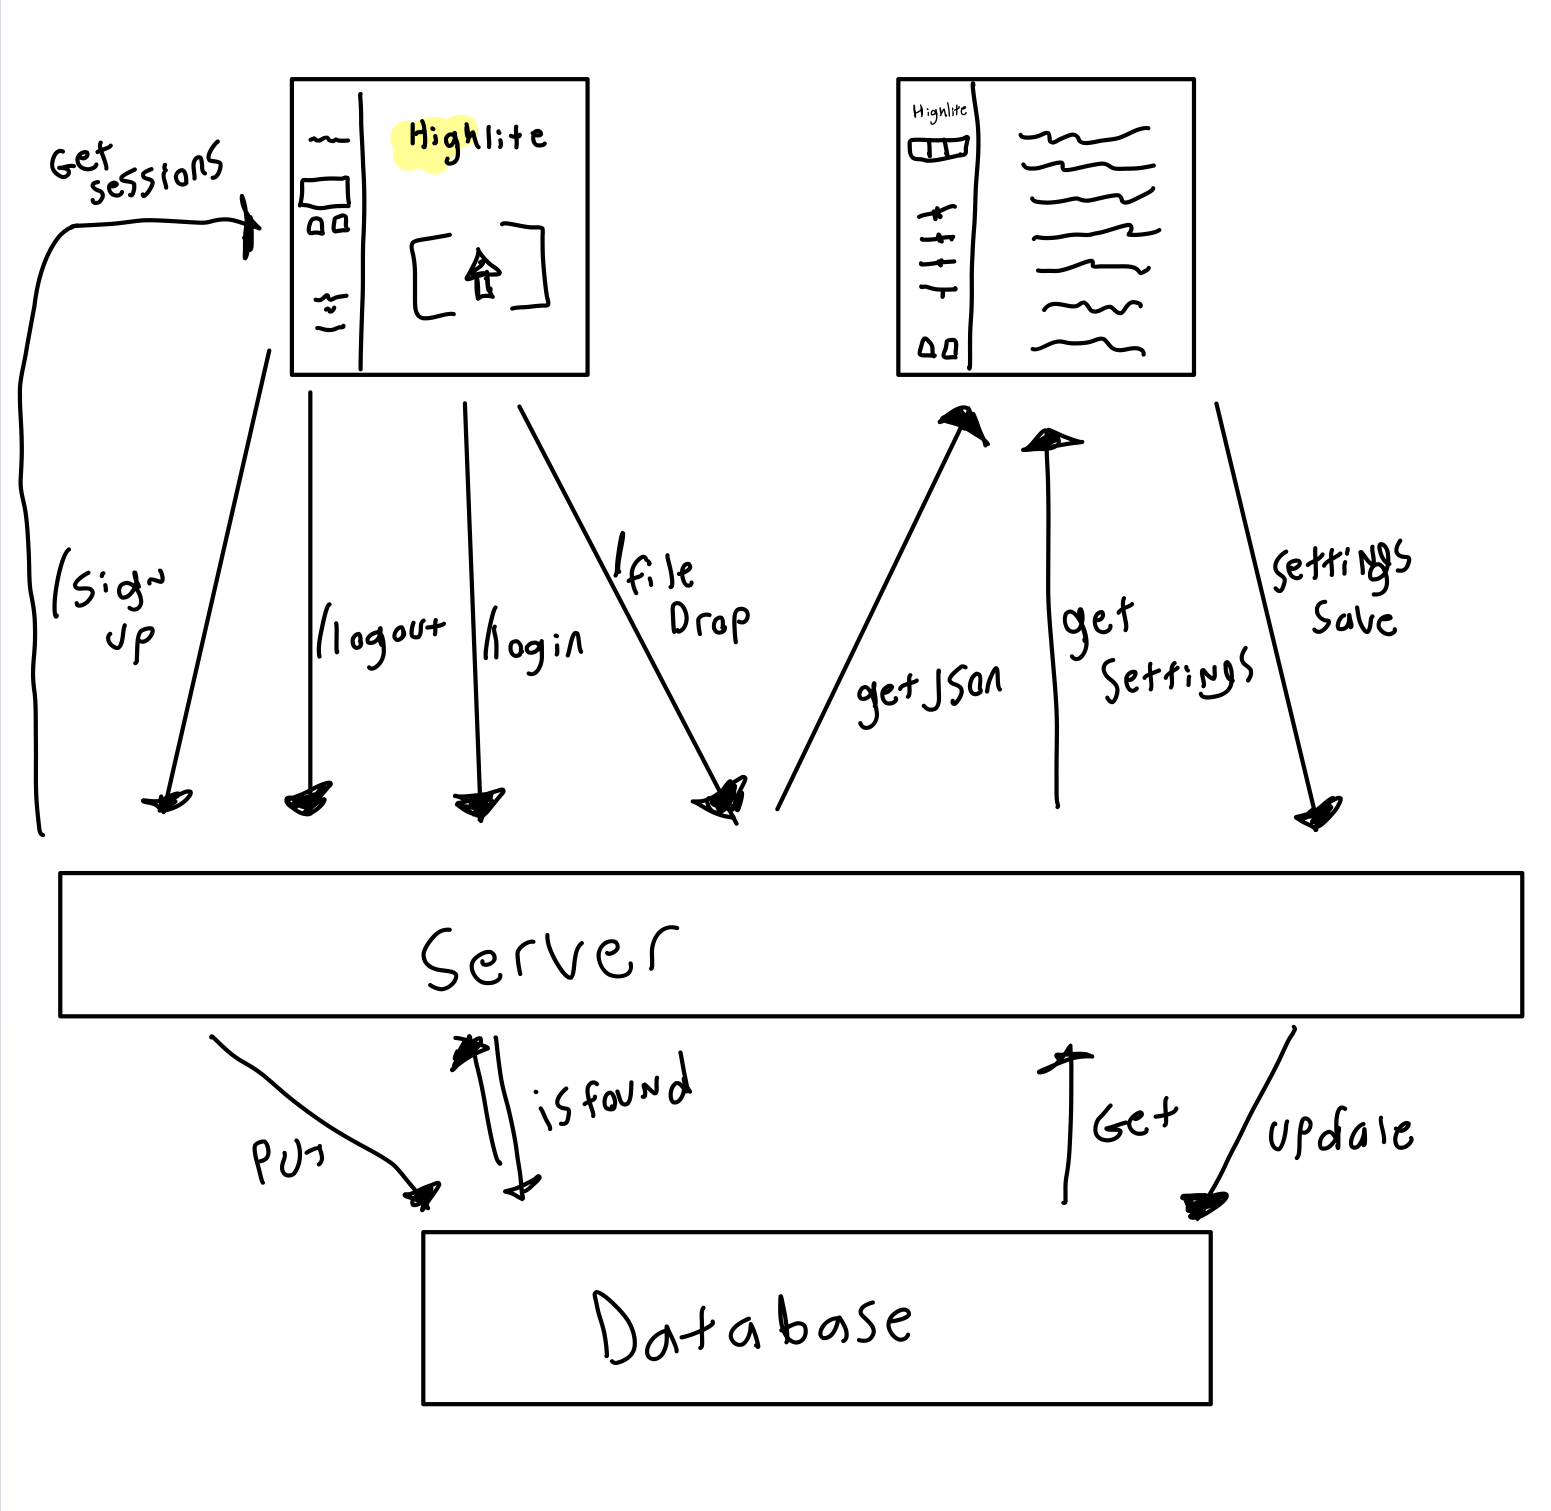 Highlite
Highlite
Get
sessions
/sign
up
/logout
/login
/file
Drop
getJson
get
settings
settings
save
Server
Put
isfound
Get
update
Database